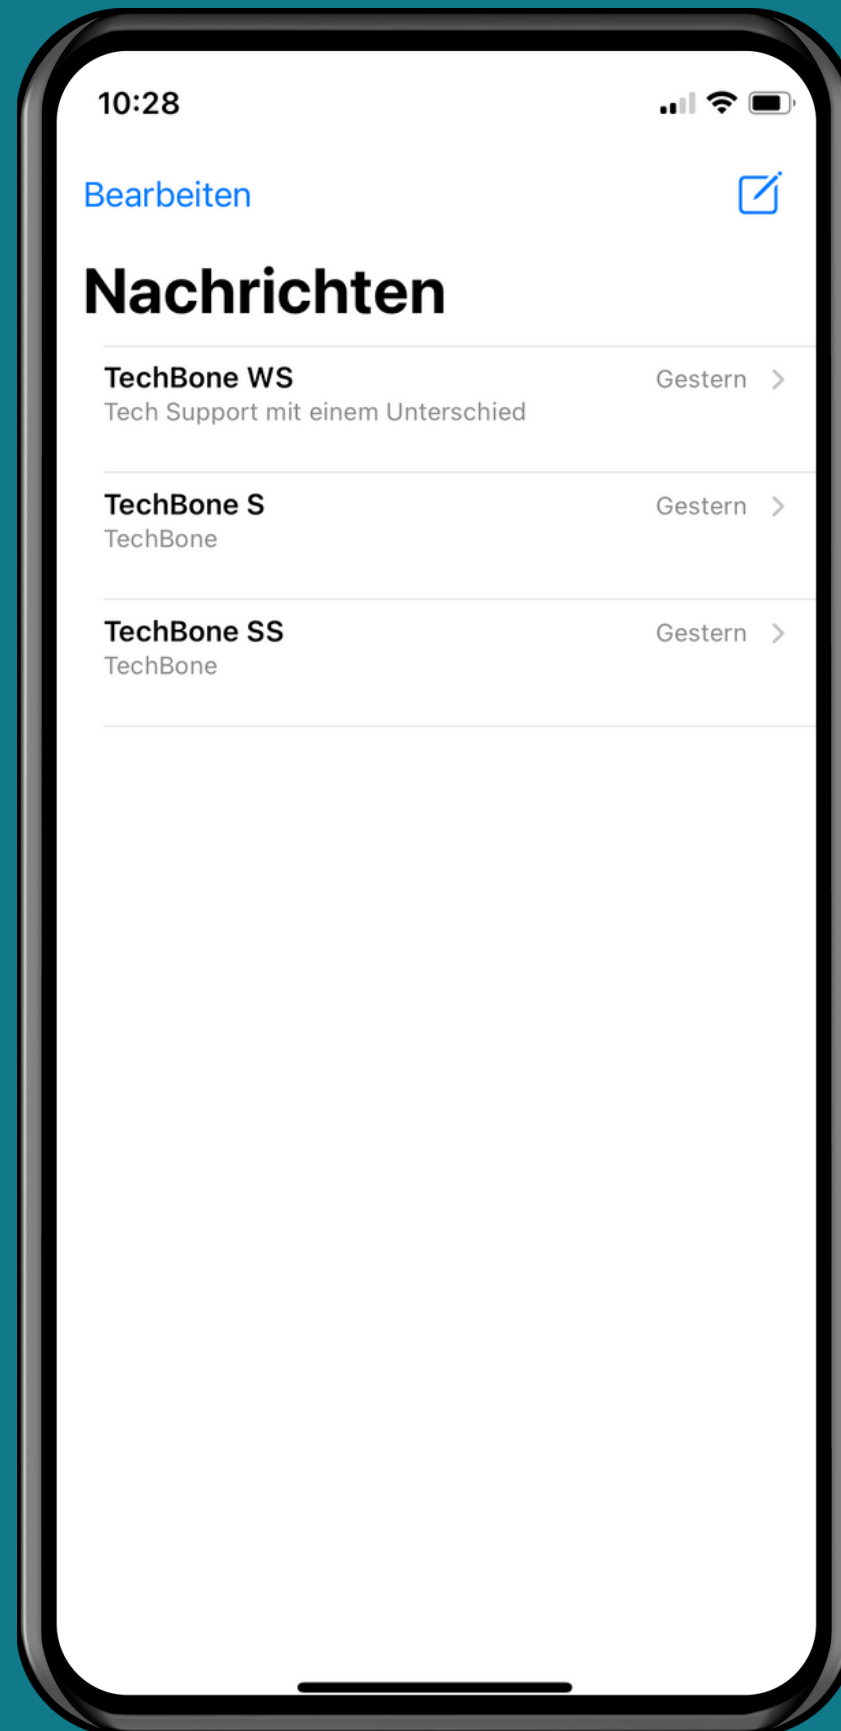 10:28
Bearbeiten
Nachrichten
TechBone WS Gestern
Tech Support mit einem Unterschied
TechBone S Gestern
TechBone
TechBone SS Gestern
TechBone